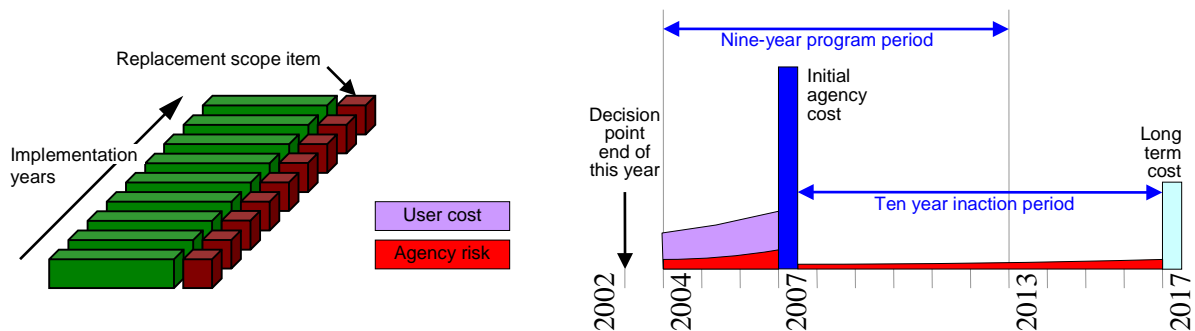 Replacement scope item
Implementation
years
User cost
Agency risk
Nine-year program period
Initial
agency
cost
Decision
point
end of
this year
Long
term
cost
Ten year inaction period
2002
2004
2007
2013
2017